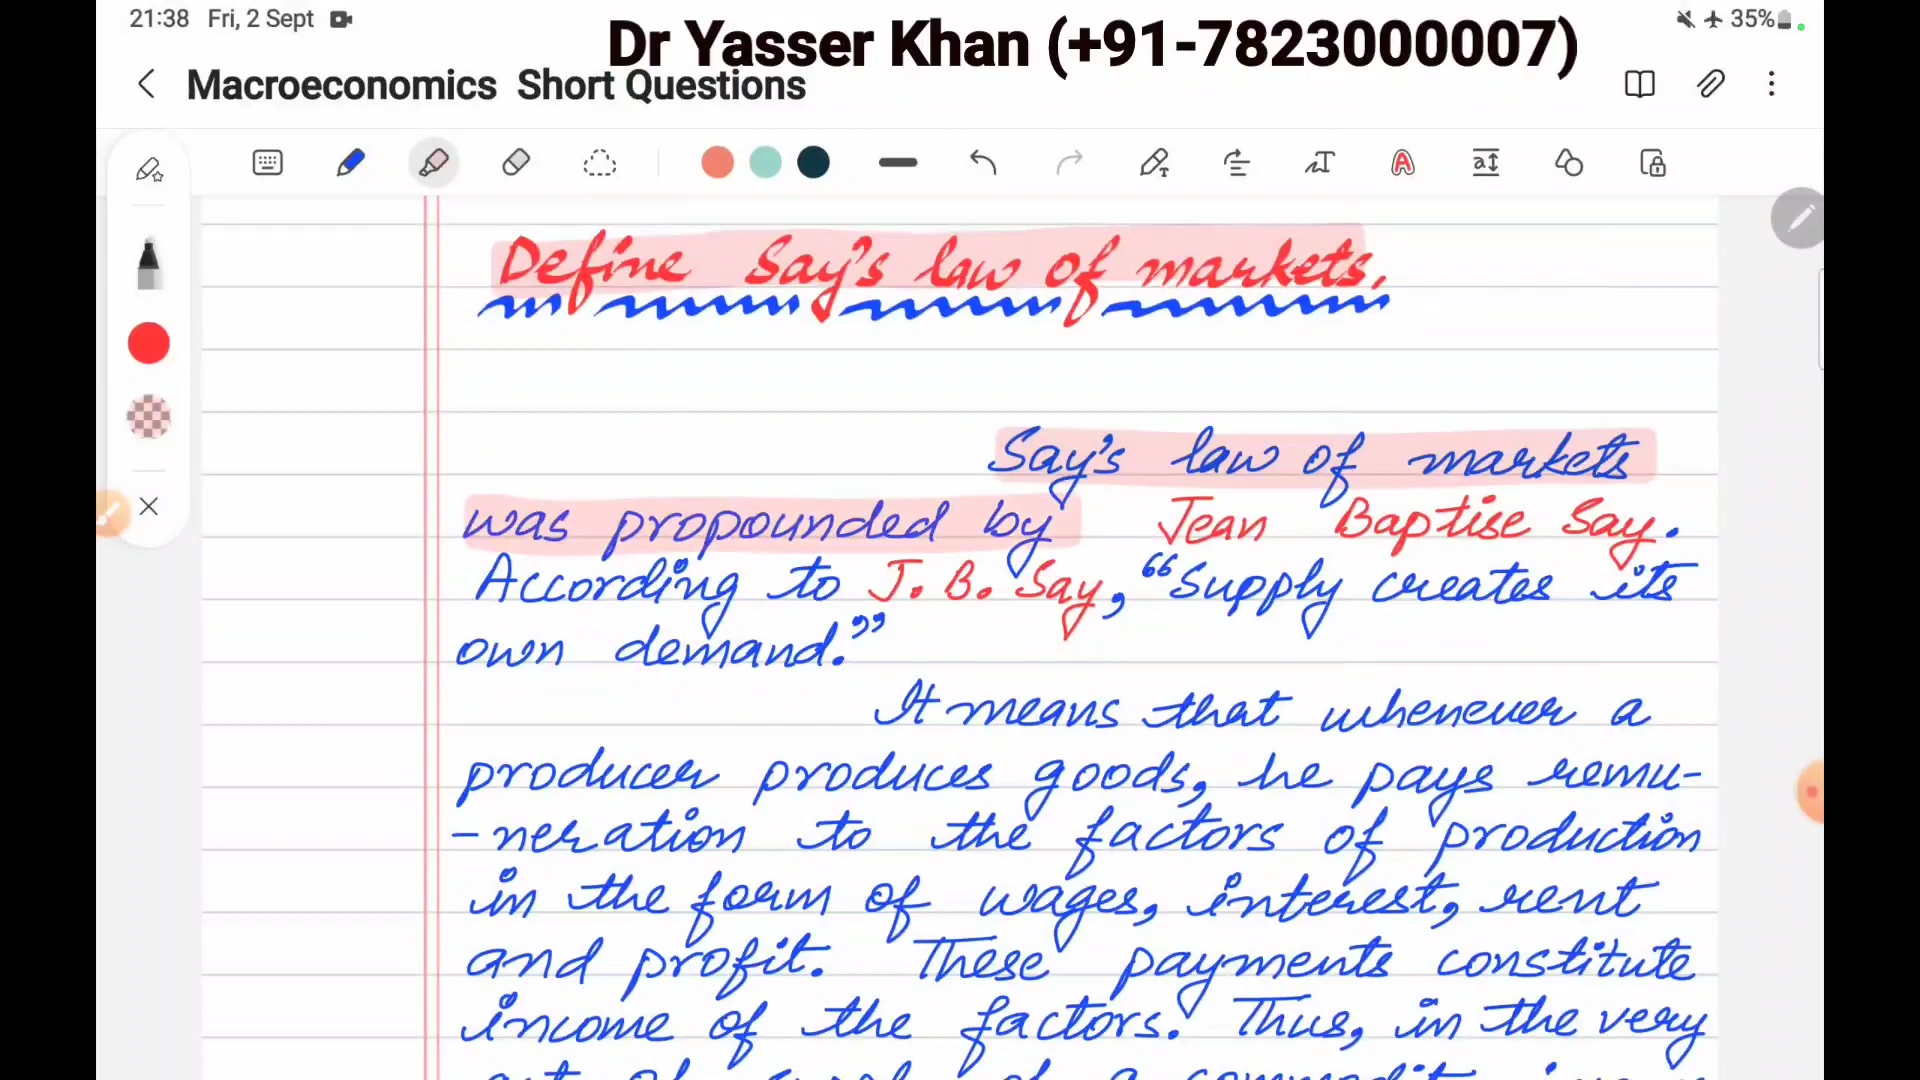 21:38 Fri, 2 Sept
Dr Yasser Khan (+91-7823000007)
35%
Macroeconomics Short Questions
Define Say's law of markets.
Say's law of markets
was propounded by Jean Baptise Say.
According to J. B. Say, "Supply creates its
own demand."
It means that whenever a
producer produces goods, he pays remu-
-neration to the factors of production
in the form of wages, interest, rent
and profit. These payments constitute
income of the factors. Thus, in the very
of a